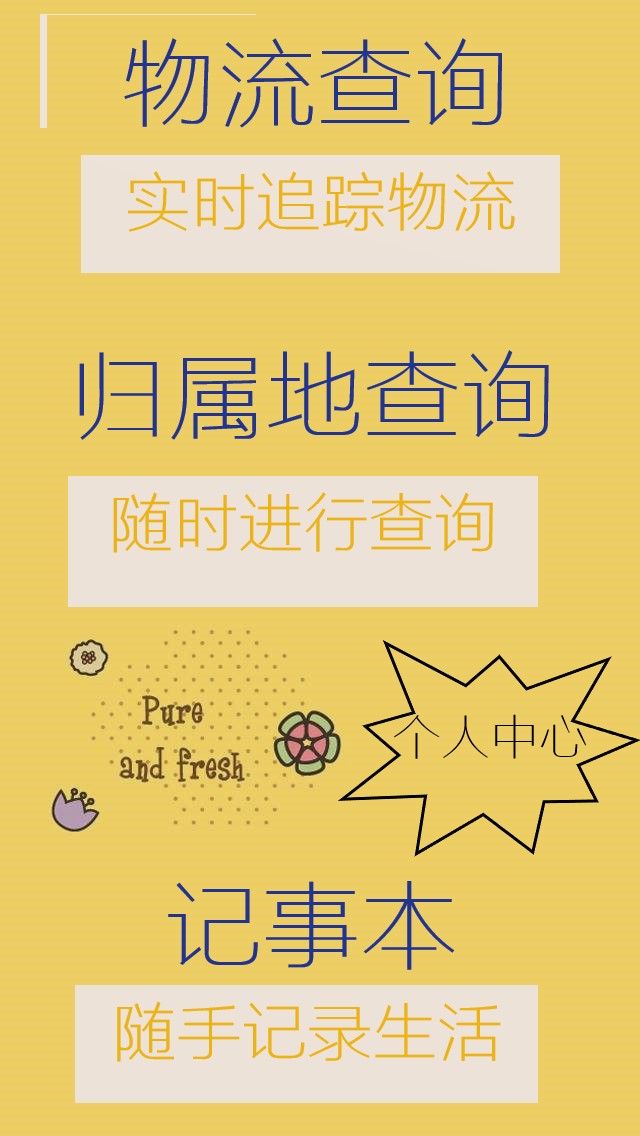 物流查询
实时追踪物流
归属地查询
随时进行查询
Pure
and fresh
个人中心
记事本
随手记录生活